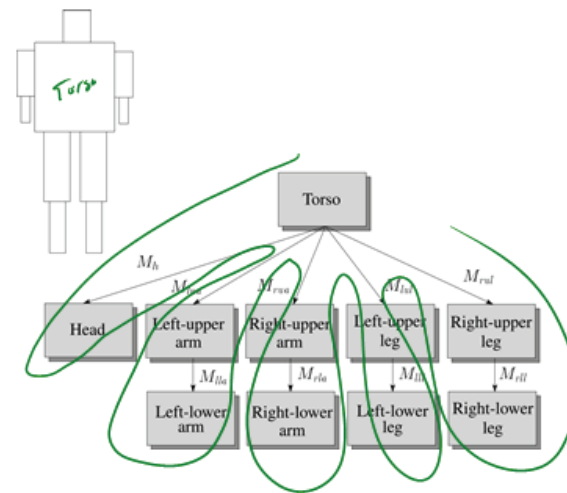 Torso
Torso
M_h
M_lua
M_rua
M_lul
M_rul
Head
Left-upper
arm
Right-upper
arm
Left-upper
leg
Right-upper
leg
M_lla
M_rla
M_lll
M_rll
Left-lower
arm
Right-lower
arm
Left-lower
leg
Right-lower
leg